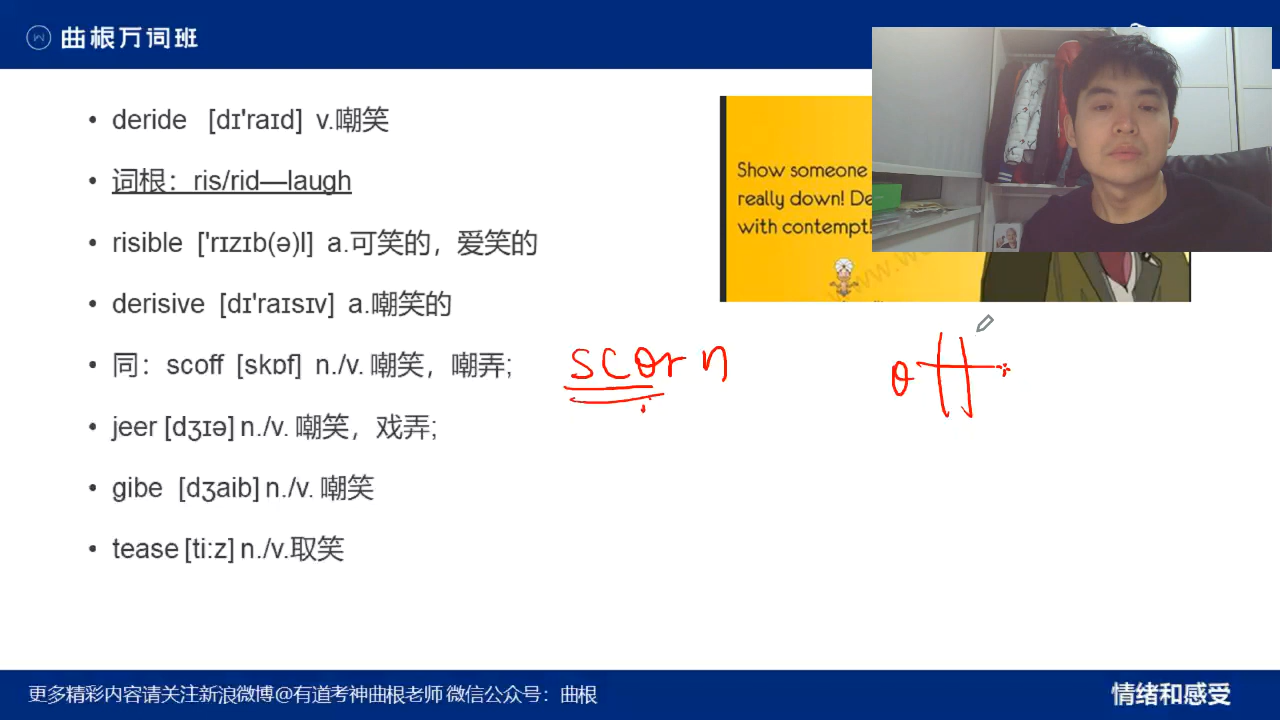 曲根万词班
deride [dɪ'raɪd] v.嘲笑
词根：ris/rid—laugh
risible ['rɪzɪb(ə)l] a.可笑的，爱笑的
derisive [dɪ'raɪsɪv] a.嘲笑的
同：scoff [skɒf] n./v. 嘲笑，嘲弄;
jeer [dʒɪə] n./v. 嘲笑，戏弄;
gibe [dʒaib] n./v. 嘲笑
tease [ti:z] n./v.取笑
Show someone
really down! De
with contempt!
scorn
off
更多精彩内容请关注新浪微博@有道考神曲根老师 微信公众号：曲根
情绪和感受